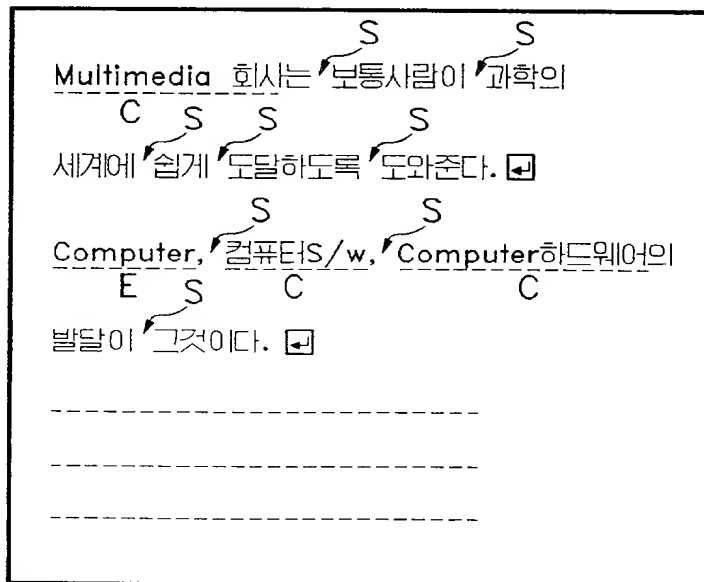 S S
Multimedia 회사는 보통사람이 과학의
C S S S
세계에 쉽게 도달하도록 도와준다. ↵
S S
Computer, 컴퓨터S/w, Computer하드웨어의
E S C C
발달이 그것이다. ↵